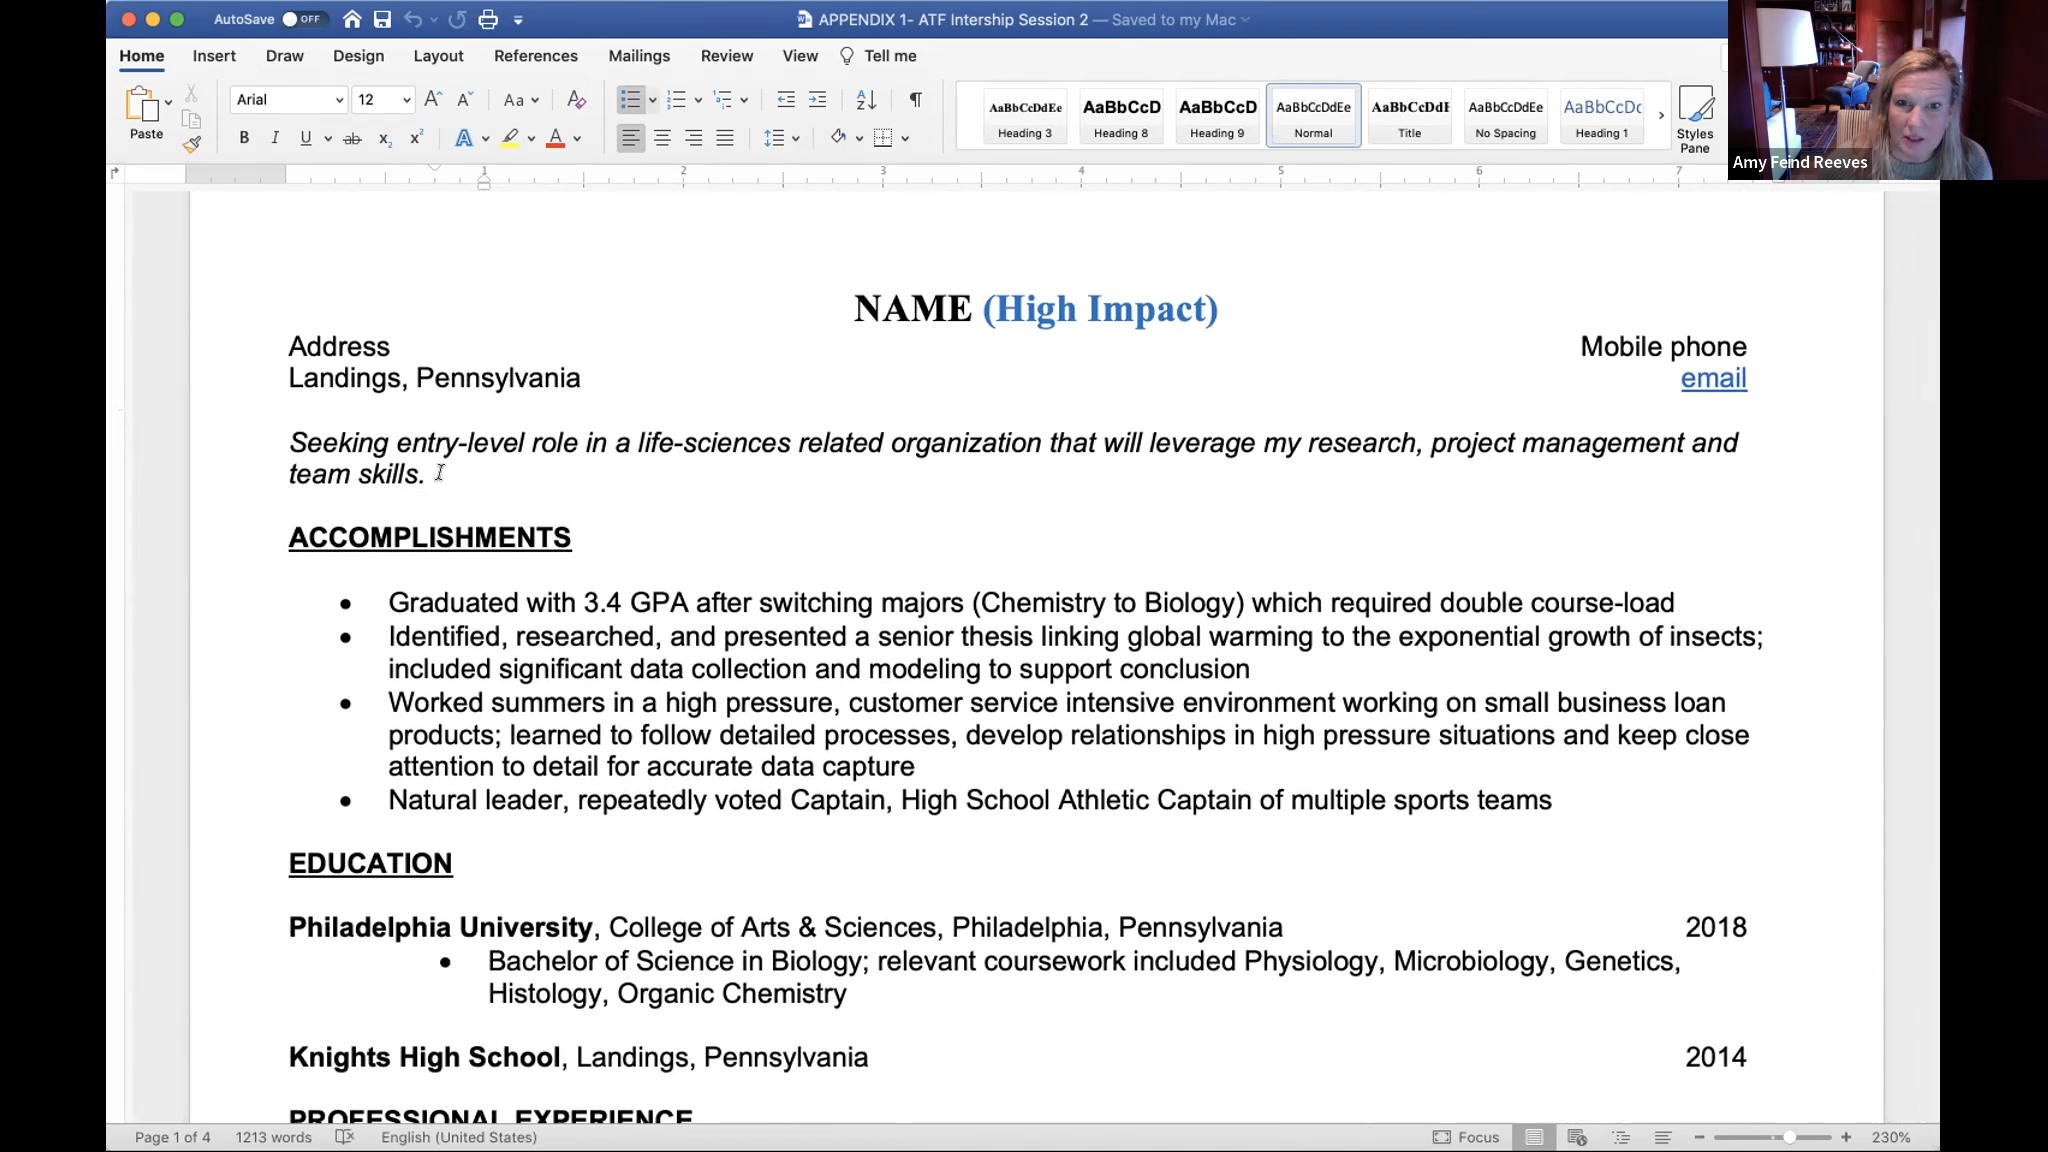 AutoSave OFF APPENDIX 1- ATF Intership Session 2 — Saved to my Mac
Home Insert Draw Design Layout References Mailings Review View Tell me
Paste
Arial 12
AaBbCcDdEe AaBbCcD AaBbCcD AaBbCcDdEe AaBbCcDdE AaBbCcDdEe AaBbCcDc
Heading 3 Heading 8 Heading 9 Normal Title No Spacing Heading 1
Styles
Pane
Amy Feind Reeves
1 2 3 4 5 6 7
NAME (High Impact)
Address Mobile phone
Landings, Pennsylvania email
Seeking entry-level role in a life-sciences related organization that will leverage my research, project management and
team skills.
ACCOMPLISHMENTS
• Graduated with 3.4 GPA after switching majors (Chemistry to Biology) which required double course-load
• Identified, researched, and presented a senior thesis linking global warming to the exponential growth of insects;
included significant data collection and modeling to support conclusion
• Worked summers in a high pressure, customer service intensive environment working on small business loan
products; learned to follow detailed processes, develop relationships in high pressure situations and keep close
attention to detail for accurate data capture
• Natural leader, repeatedly voted Captain, High School Athletic Captain of multiple sports teams
EDUCATION
Philadelphia University, College of Arts & Sciences, Philadelphia, Pennsylvania 2018
• Bachelor of Science in Biology; relevant coursework included Physiology, Microbiology, Genetics,
Histology, Organic Chemistry
Knights High School, Landings, Pennsylvania 2014
PROFESSIONAL EXPERIENCE
Page 1 of 4 1213 words English (United States) Focus 230%